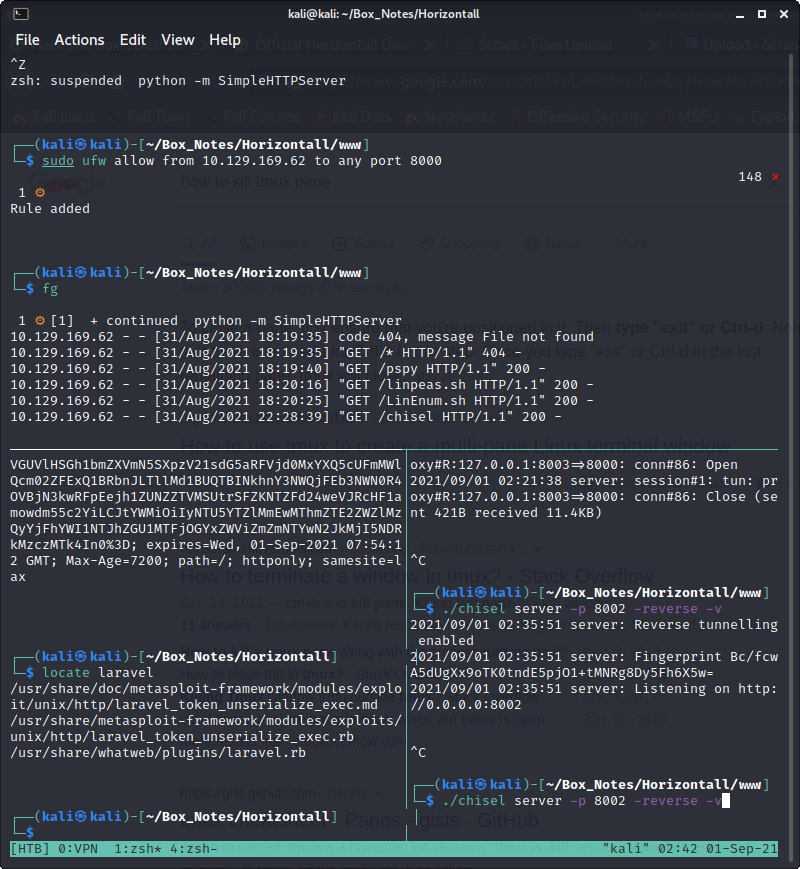 kali@kali: ~/Box_Notes/Horizontall
File Actions Edit View Help
^Z
zsh: suspended python -m SimpleHTTPServer
┌──(kali㉿kali)-[~/Box_Notes/Horizontall/www]
└─$ sudo ufw allow from 10.129.169.62 to any port 8000
148 ⨯
1 ⚙
Rule added
┌──(kali㉿kali)-[~/Box_Notes/Horizontall/www]
└─$ fg
1 ⚙ [1] + continued python -m SimpleHTTPServer
10.129.169.62 - - [31/Aug/2021 18:19:35] code 404, message File not found
10.129.169.62 - - [31/Aug/2021 18:19:35] "GET /* HTTP/1.1" 404 -
10.129.169.62 - - [31/Aug/2021 18:19:40] "GET /pspy HTTP/1.1" 200 -
10.129.169.62 - - [31/Aug/2021 18:20:16] "GET /linpeas.sh HTTP/1.1" 200 -
10.129.169.62 - - [31/Aug/2021 18:20:25] "GET /LinEnum.sh HTTP/1.1" 200 -
10.129.169.62 - - [31/Aug/2021 22:28:39] "GET /chisel HTTP/1.1" 200 -
VGUVlHSGh1bmZXVmN5SXpzV21sdG5aRFVjd0MxYXQ5cUFmMWl
Qcm02ZFExQ1BRbnJLTllMd1BUQTBINkhnY3NWQjFEb3NWN0R4
OVBjN3kwRFpEejh1ZUNZZTVMSUtrSFZKNTZFd24weVJRcHF1a
mowdm55c2YiLCJtYWMiOiIyNTU5YTZlMmEwMThmZTE2ZWZlMz
QyYjFhYWI1NTJhZGU1MTFjOGYxZWViZmZmNTYwN2JkMjI5NDR
kMzczMTk4In0%3D; expires=Wed, 01-Sep-2021 07:54:1
2 GMT; Max-Age=7200; path=/; httponly; samesite=l
ax
┌──(kali㉿kali)-[~/Box_Notes/Horizontall]
└─$ locate laravel
/usr/share/doc/metasploit-framework/modules/explo
it/unix/http/laravel_token_unserialize_exec.md
/usr/share/metasploit-framework/modules/exploits/
unix/http/laravel_token_unserialize_exec.rb
/usr/share/whatweb/plugins/laravel.rb
┌──(kali㉿kali)-[~/Box_Notes/Horizontall]
└─$
oxy#R:127.0.0.1:8003=>8000: conn#86: Open
2021/09/01 02:21:38 server: session#1: tun: pr
oxy#R:127.0.0.1:8003=>8000: conn#86: Close (se
nt 421B received 11.4KB)
^C
┌──(kali㉿kali)-[~/Box_Notes/Horizontall/www]
└─$ ./chisel server -p 8002 -reverse -v
2021/09/01 02:35:51 server: Reverse tunnelling
enabled
2021/09/01 02:35:51 server: Fingerprint Bc/fcw
A5dUgXx9oTK0tndE5pjO1+tMNRg8Dy5Fh6X5w=
2021/09/01 02:35:51 server: Listening on http:
//0.0.0.0:8002
^C
┌──(kali㉿kali)-[~/Box_Notes/Horizontall/www]
└─$ ./chisel server -p 8002 -reverse -v
[HTB] 0:VPN 1:zsh* 4:zsh- "kali" 02:42 01-Sep-21